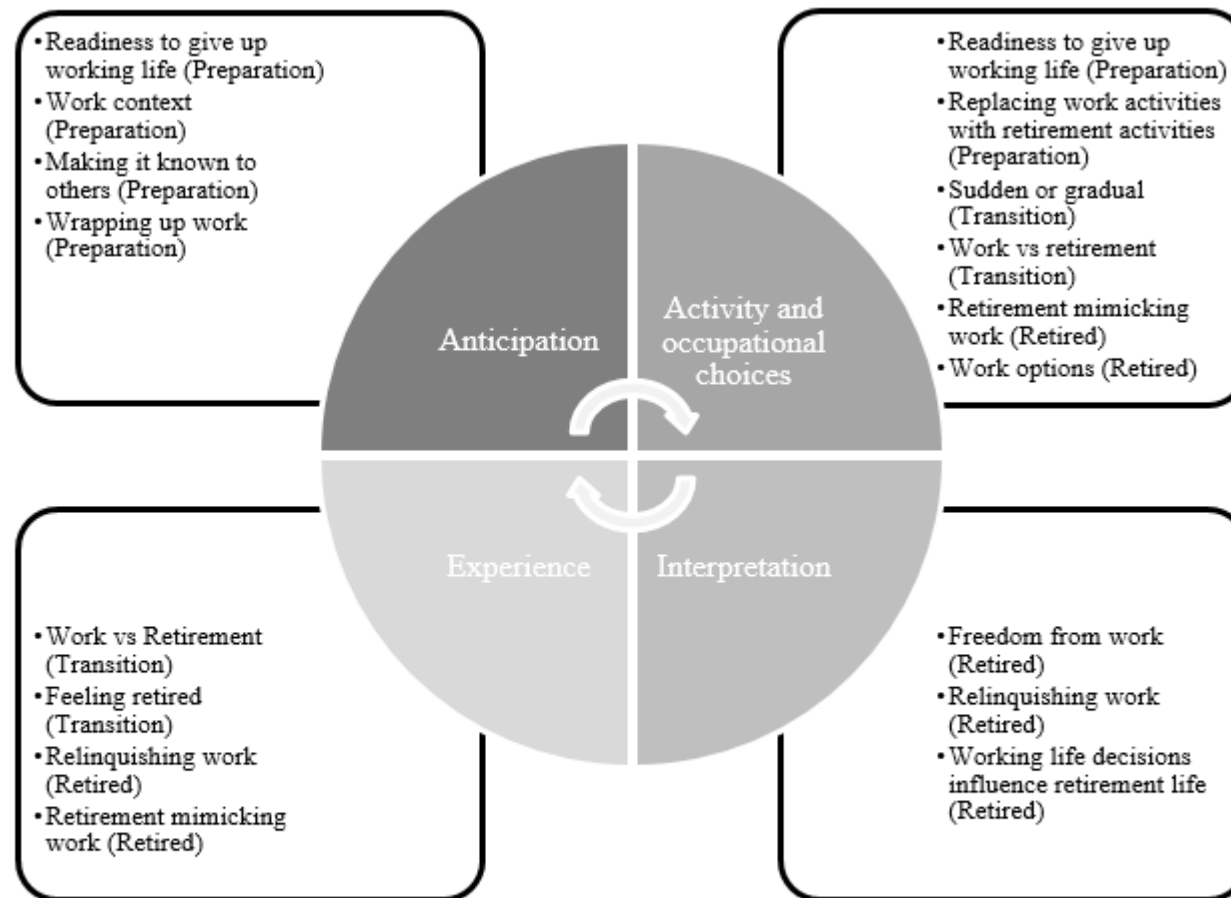 •Readiness to give up
working life (Preparation)
•Work context
(Preparation)
•Making it known to
others (Preparation)
•Wrapping up work
(Preparation)
•Readiness to give up
working life (Preparation)
•Replacing work activities
with retirement activities
(Preparation)
•Sudden or gradual
(Transition)
•Work vs retirement
(Transition)
•Retirement mimicking
work (Retired)
•Work options (Retired)
Anticipation
Activity and
occupational
choices
Experience
Interpretation
•Work vs Retirement
(Transition)
•Feeling retired
(Transition)
•Relinquishing work
(Retired)
•Retirement mimicking
work (Retired)
•Freedom from work
(Retired)
•Relinquishing work
(Retired)
•Working life decisions
influence retirement life
(Retired)